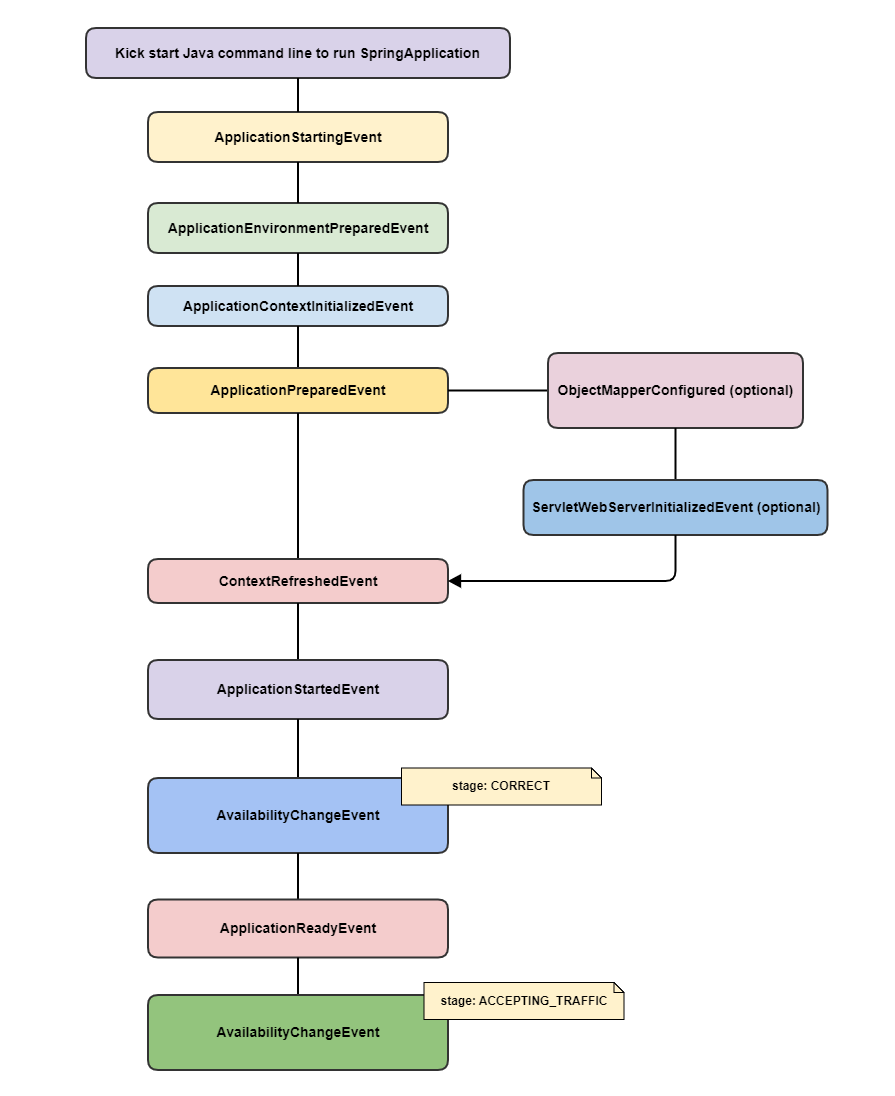 Kick start Java command line to run SpringApplication
ApplicationStartingEvent
ApplicationEnvironmentPreparedEvent
ApplicationContextInitializedEvent
ApplicationPreparedEvent
ObjectMapperConfigured (optional)
ServletWebServerInitializedEvent (optional)
ContextRefreshedEvent
ApplicationStartedEvent
stage: CORRECT
AvailabilityChangeEvent
ApplicationReadyEvent
stage: ACCEPTING_TRAFFIC
AvailabilityChangeEvent